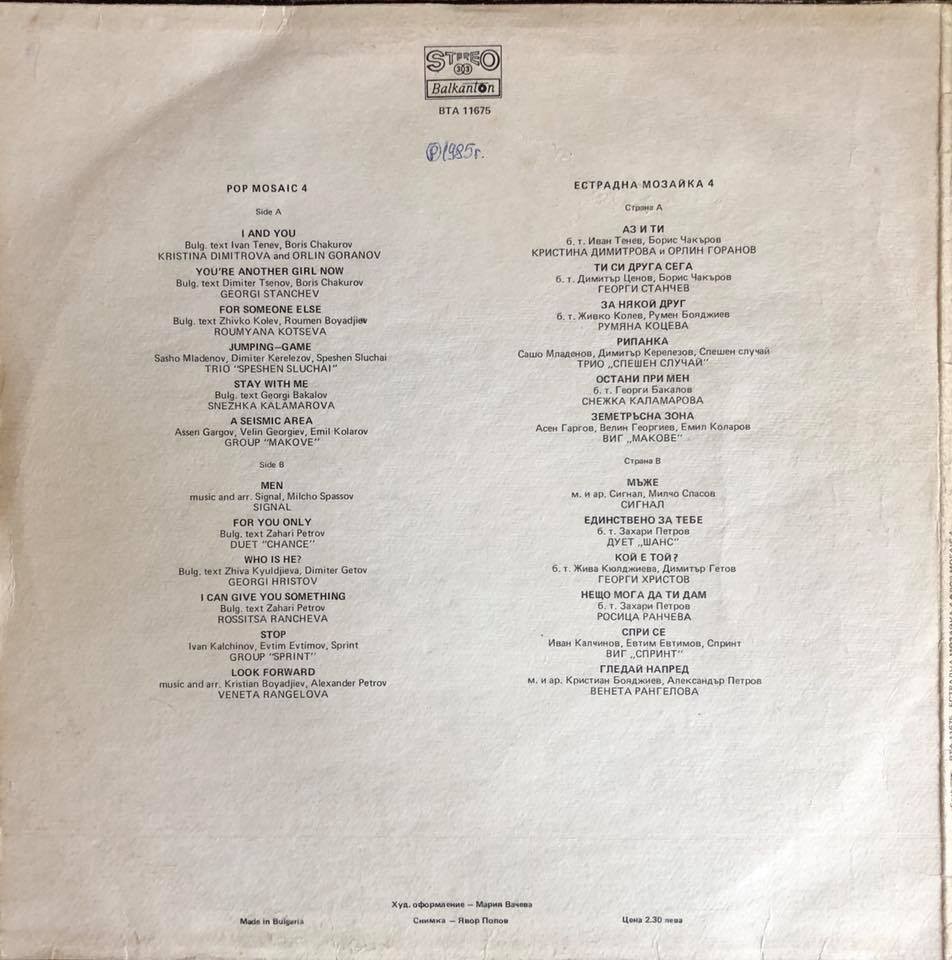 STEREO
33
Balkanton
BTA 11675
Ⓟ1985г.
POP MOSAIC 4
Side A
I AND YOU
Bulg. text Ivan Tenev, Boris Chakurov
KRISTINA DIMITROVA and ORLIN GORANOV
YOU'RE ANOTHER GIRL NOW
Bulg. text Dimiter Tsenov, Boris Chakurov
GEORGI STANCHEV
FOR SOMEONE ELSE
Bulg. text Zhivko Kolev, Roumen Boyadjiev
ROUMYANA KOTSEVA
JUMPING—GAME
Sasho Mladenov, Dimiter Kerelezov, Speshen Sluchai
TRIO "SPESHEN SLUCHAI"
STAY WITH ME
Bulg. text Georgi Bakalov
SNEZHKA KALAMAROVA
A SEISMIC AREA
Assen Gargov, Velin Georgiev, Emil Kolarov
GROUP "MAKOVE"
Side B
MEN
music and arr. Signal, Milcho Spassov
SIGNAL
FOR YOU ONLY
Bulg. text Zahari Petrov
DUET "CHANCE"
WHO IS HE?
Bulg. text Zhiva Kyuldjieva, Dimiter Getov
GEORGI HRISTOV
I CAN GIVE YOU SOMETHING
Bulg. text Zahari Petrov
ROSSITSA RANCHEVA
STOP
Ivan Kalchinov, Evtim Evtimov, Sprint
GROUP "SPRINT"
LOOK FORWARD
music and arr. Kristian Boyadjiev, Alexander Petrov
VENETA RANGELOVA
ЕСТРАДНА МОЗАЙКА 4
Страна А
АЗ И ТИ
б. т. Иван Тенев, Борис Чакъров
КРИСТИНА ДИМИТРОВА и ОРЛИН ГОРАНОВ
ТИ СИ ДРУГА СЕГА
б. т. Димитър Ценов, Борис Чакъров
ГЕОРГИ СТАНЧЕВ
ЗА НЯКОЙ ДРУГ
б. т. Живко Колев, Румен Бояджиев
РУМЯНА КОЦЕВА
РИПАНКА
Сашо Младенов, Димитър Керелезов, Спешен случай
ТРИО „СПЕШЕН СЛУЧАЙ"
ОСТАНИ ПРИ МЕН
б. т. Георги Бакалов
СНЕЖКА КАЛАМАРОВА
ЗЕМЕТРЪСНА ЗОНА
Асен Гаргов, Велин Георгиев, Емил Коларов
ВИГ „МАКОВЕ"
Страна В
МЪЖЕ
м. и ар. Сигнал, Милчо Спасов
СИГНАЛ
ЕДИНСТВЕНО ЗА ТЕБЕ
б. т. Захари Петров
ДУЕТ „ШАНС"
КОЙ Е ТОЙ?
б. т. Жива Кюлджиева, Димитър Гетов
ГЕОРГИ ХРИСТОВ
НЕЩО МОГА ДА ТИ ДАМ
б. т. Захари Петров
РОСИЦА РАНЧЕВА
СПРИ СЕ
Иван Калчинов, Евтим Евтимов, Спринт
ВИГ „СПРИНТ"
ГЛЕДАЙ НАПРЕД
м. и ар. Кристиан Бояджиев, Александър Петров
ВЕНЕТА РАНГЕЛОВА
Худ. оформление — Мария Вачева
Made in Bulgaria
Снимка — Явор Попов
Цена 2.30 лева